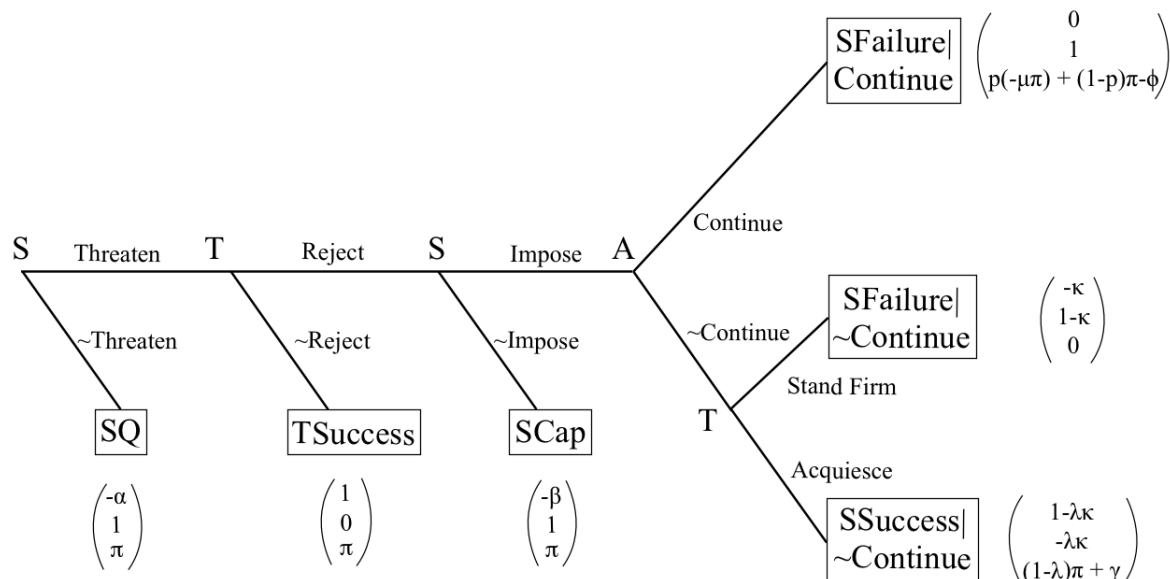 0
SFailure|
1
Continue
p(-μπ) + (1-p)π-ϕ
Continue
S Threaten T Reject S Impose A
-κ
SFailure|
1-κ
~Continue
~Continue
0
~Threaten
~Reject
~Impose
Stand Firm
T
SQ
TSuccess
SCap
Acquiesce
-α
1
π
1
0
π
-β
1
π
SSuccess|
~Continue
1-λκ
-λκ
(1-λ)π + γ